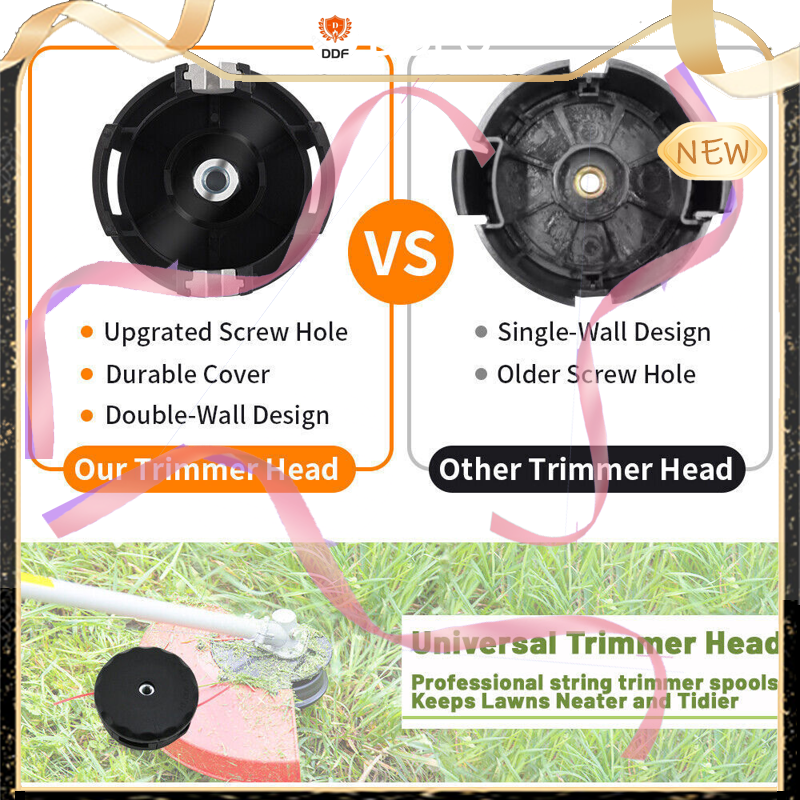 DDF
NEW
VS
Upgrated Screw Hole
Durable Cover
Double-Wall Design
Our Trimmer Head
Single-Wall Design
Older Screw Hole
Other Trimmer Head
Universal Trimmer Head
Professional string trimmer spools
Keeps Lawns Neater and Tidier